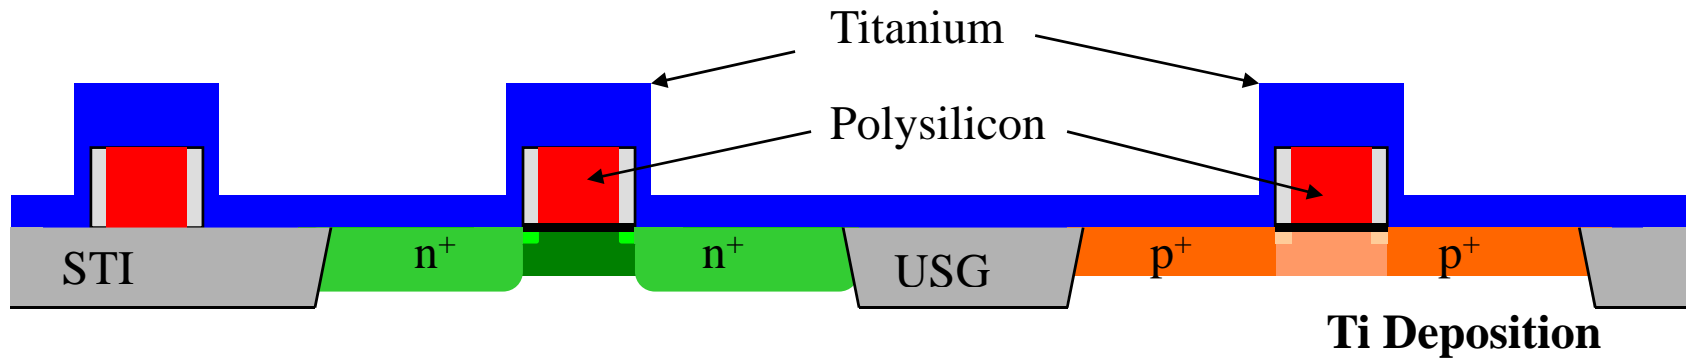 Titanium
Polysilicon
STI
n⁺
n⁺
USG
p⁺
p⁺
Ti Deposition